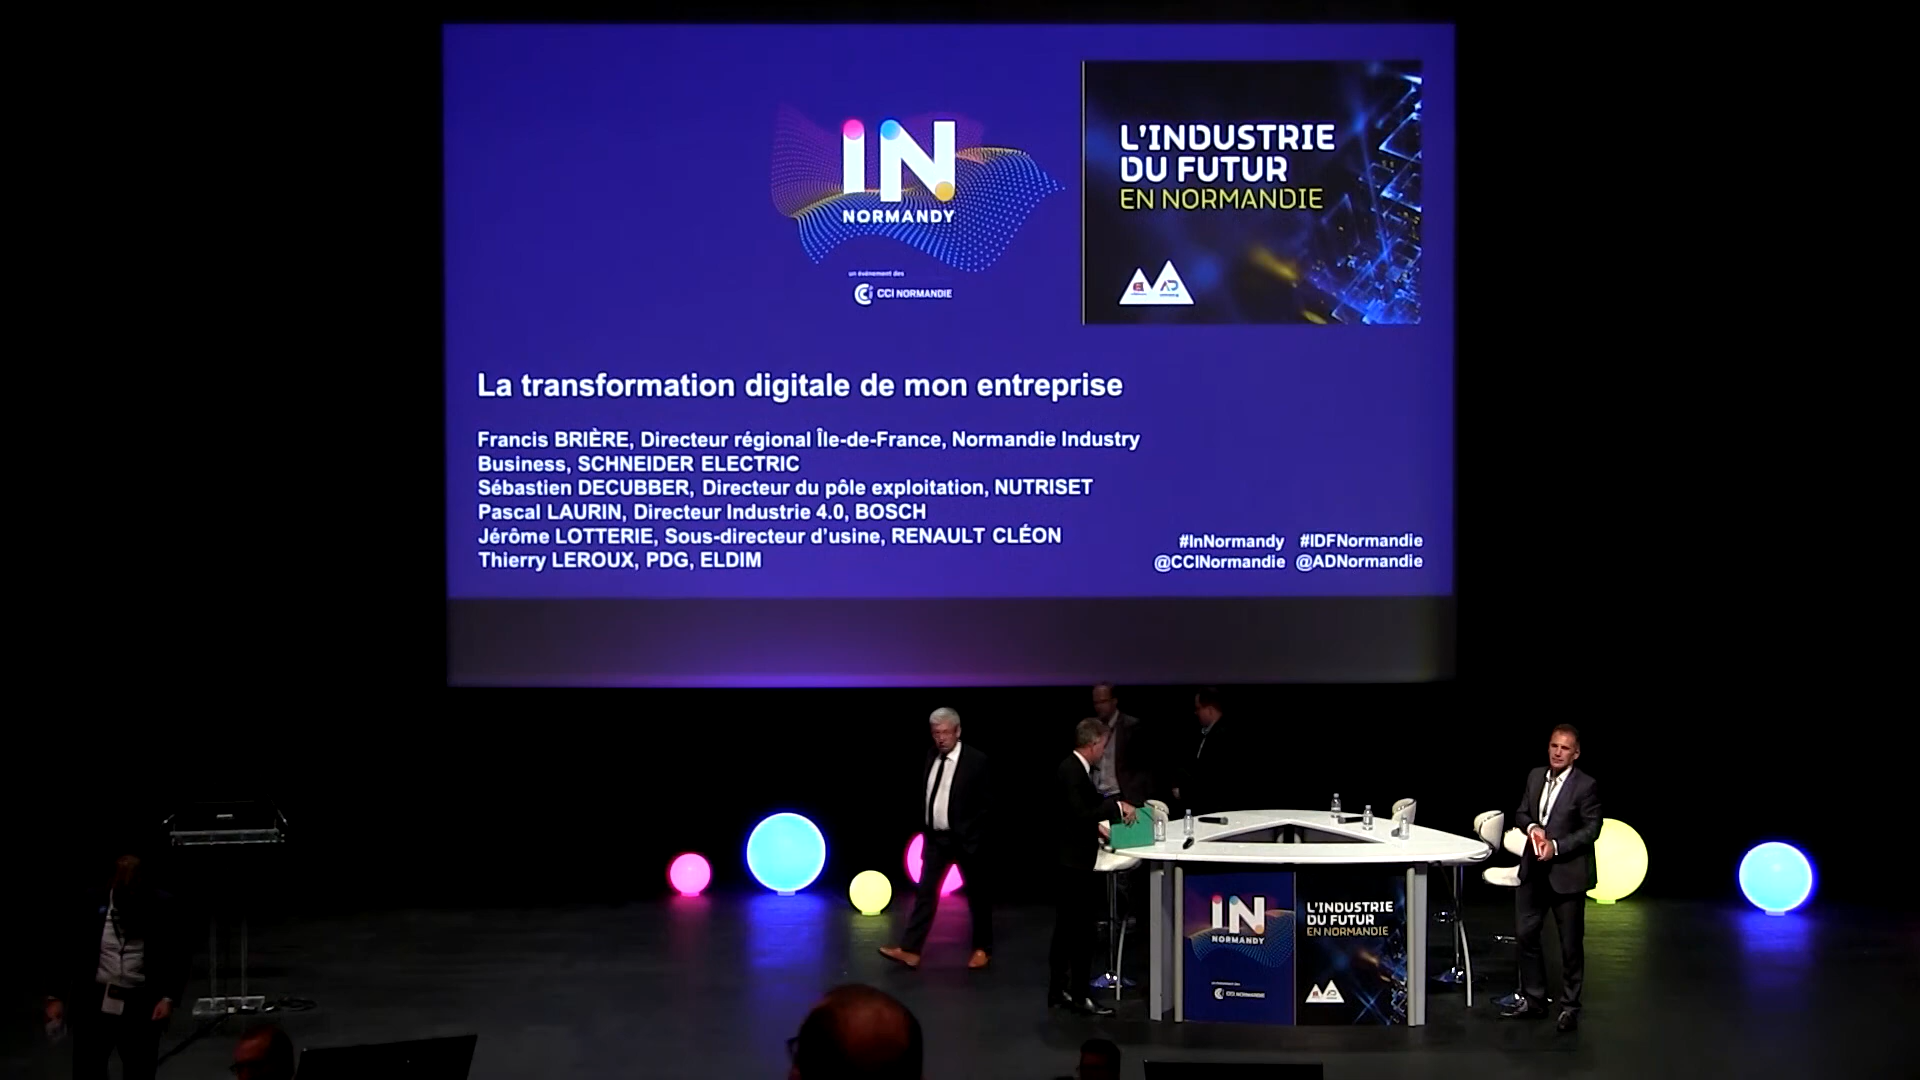 IN
NORMANDY
un événement des
CCI NORMANDIE
L'INDUSTRIE
DU FUTUR
EN NORMANDIE
AD
La transformation digitale de mon entreprise
Francis BRIÈRE, Directeur régional Île-de-France, Normandie Industry
Business, SCHNEIDER ELECTRIC
Sébastien DECUBBER, Directeur du pôle exploitation, NUTRISET
Pascal LAURIN, Directeur Industrie 4.0, BOSCH
Jérôme LOTTERIE, Sous-directeur d'usine, RENAULT CLÉON
Thierry LEROUX, PDG, ELDIM
#InNormandy #IDFNormandie
@CCINormandie @ADNormandie
IN
NORMANDY
CCI NORMANDIE
L'INDUSTRIE
DU FUTUR
EN NORMANDIE